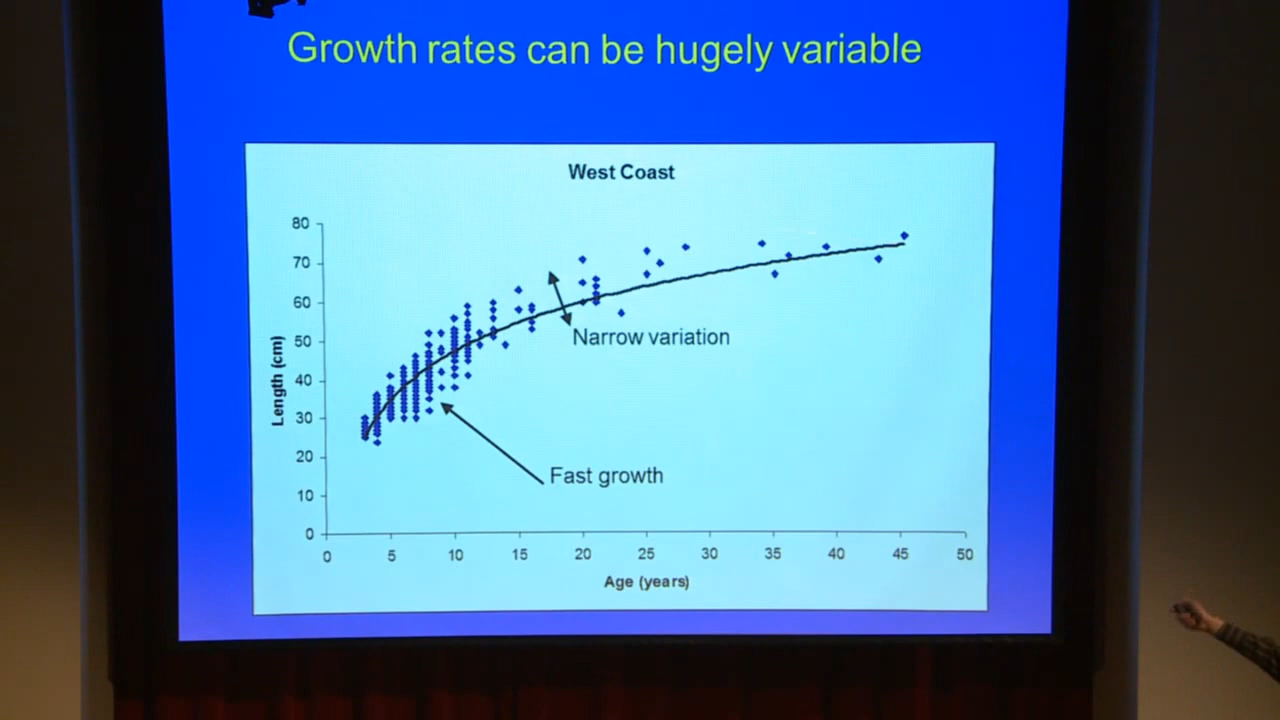 Growth rates can be hugely variable
West Coast
80
70
60
50
40
30
20
10
0
Length (cm)
Narrow variation
Fast growth
0 5 10 15 20 25 30 35 40 45 50
Age (years)